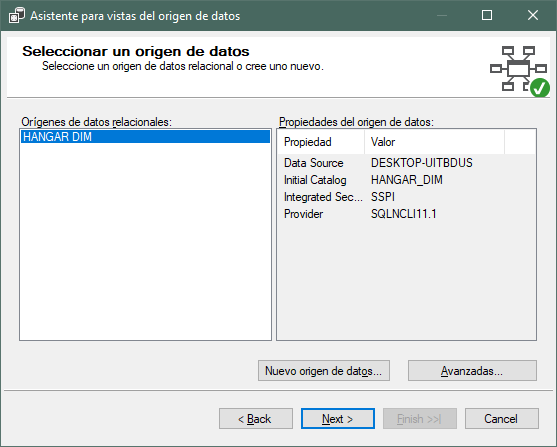 Asistente para vistas del origen de datos
Seleccionar un origen de datos
Seleccione un origen de datos relacional o cree uno nuevo.
Orígenes de datos relacionales:
HANGAR DIM
Propiedades del origen de datos:
Propiedad Valor
Data Source DESKTOP-UITBDUS
Initial Catalog HANGAR_DIM
Integrated Sec... SSPI
Provider SQLNCLI11.1
Nuevo origen de datos... Avanzadas...
< Back Next > Finish >>| Cancel